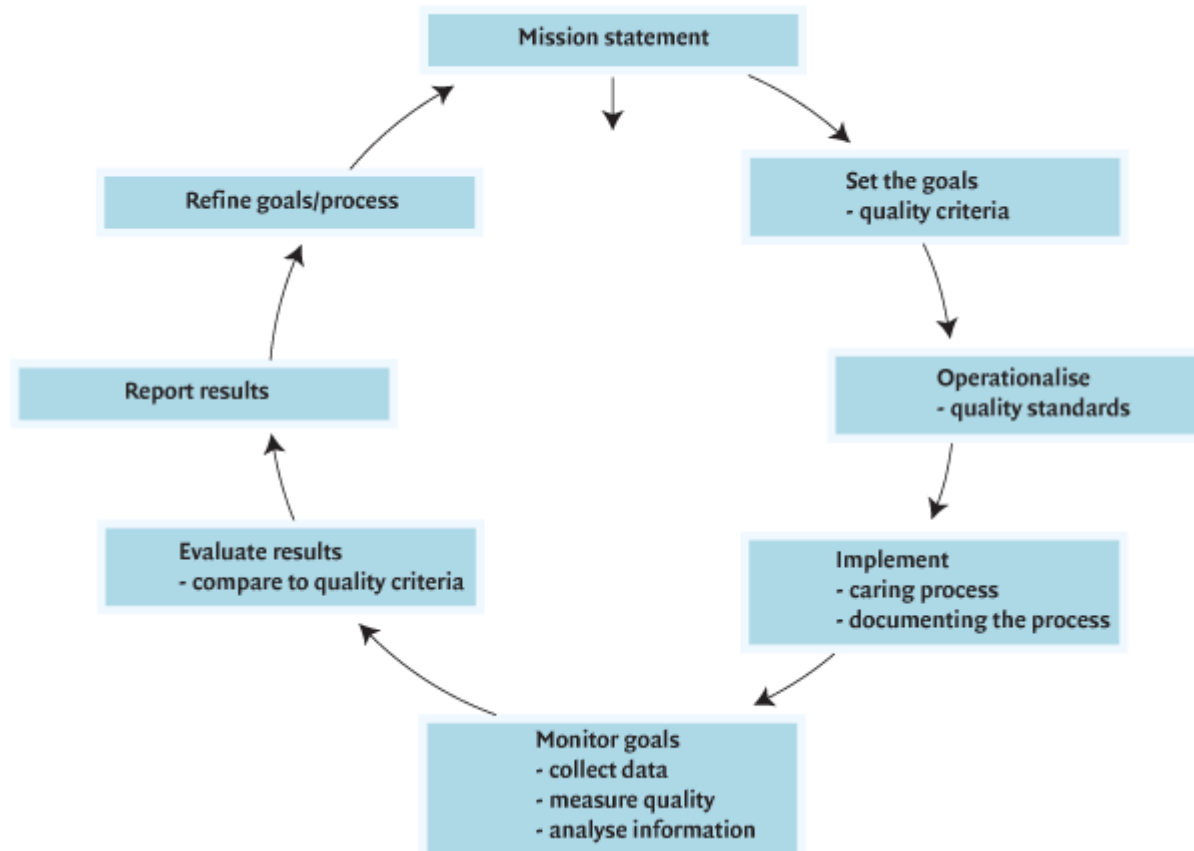 Mission statement
Set the goals
- quality criteria
Operationalise
- quality standards
Implement
- caring process
- documenting the process
Monitor goals
- collect data
- measure quality
- analyse information
Evaluate results
- compare to quality criteria
Report results
Refine goals/process